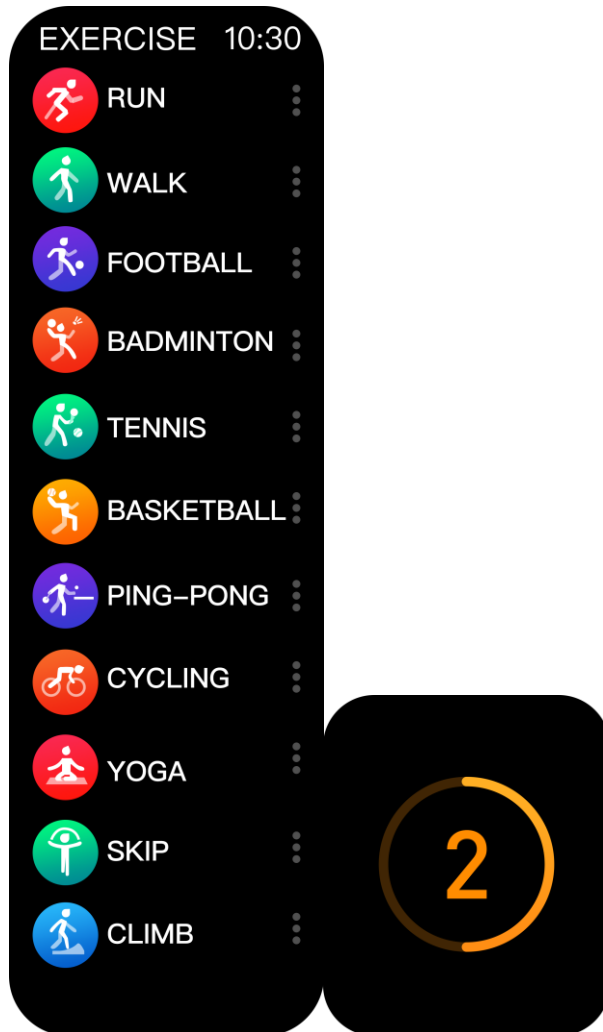 EXERCISE 10:30
RUN
WALK
FOOTBALL
BADMINTON
TENNIS
BASKETBALL
PING-PONG
CYCLING
YOGA
SKIP
CLIMB
2